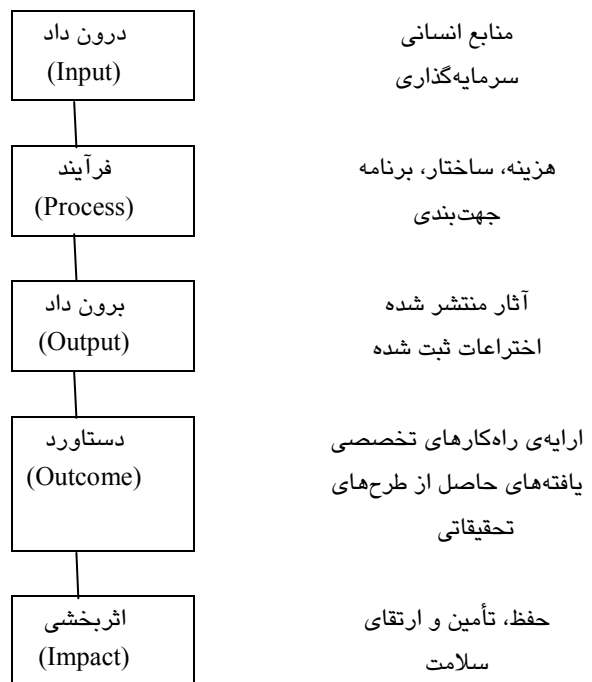 درون داد
(Input)
منابع انسانی
سرمایه‌گذاری
فرآیند
(Process)
هزینه، ساختار، برنامه
جهت‌بندی
برون داد
(Output)
آثار منتشر شده
اختراعات ثبت شده
دستاورد
(Outcome)
ارایه‌ی راه‌کارهای تخصصی
یافته‌های حاصل از طرح‌های
تحقیقاتی
اثربخشی
(Impact)
حفظ، تأمین و ارتقای
سلامت